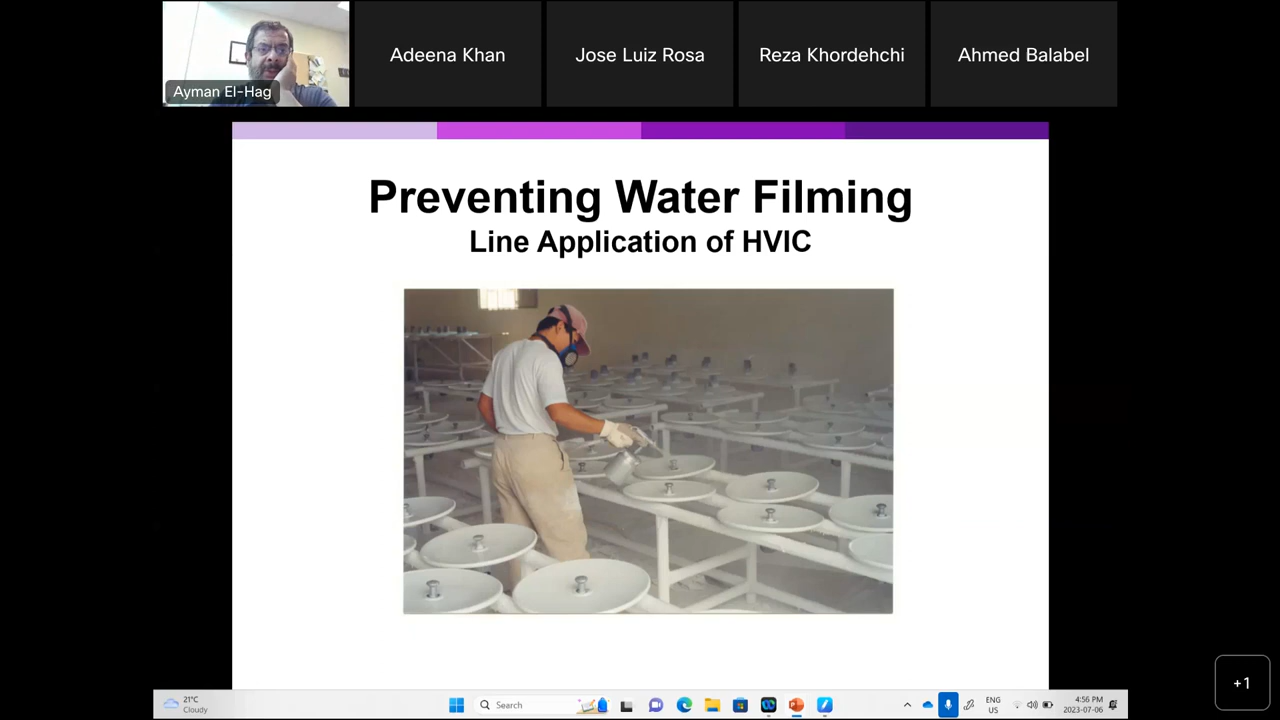 Ayman El-Hag
Adeena Khan
Jose Luiz Rosa
Reza Khordehchi
Ahmed Balabel
Preventing Water Filming
Line Application of HVIC
+1
21°C
Cloudy
Search
ENG
US
4:56 PM
2023-07-06